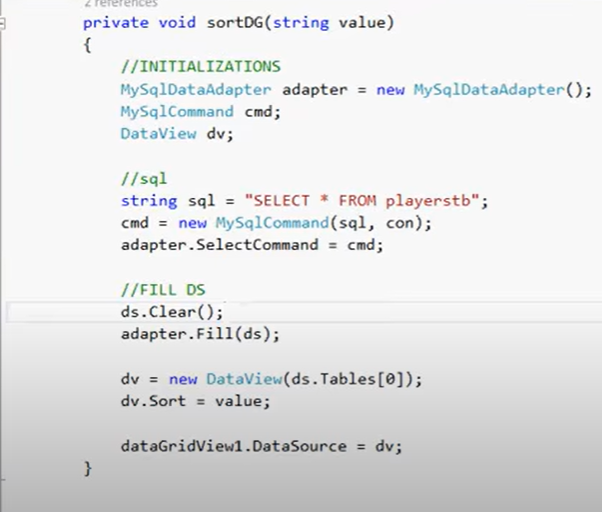 2 references
private void sortDG(string value)
{
//INITIALIZATIONS
MySqlDataAdapter adapter = new MySqlDataAdapter();
MySqlCommand cmd;
DataView dv;
//sql
string sql = "SELECT * FROM playerstb";
cmd = new MySqlCommand(sql, con);
adapter.SelectCommand = cmd;
//FILL DS
ds.Clear();
adapter.Fill(ds);
dv = new DataView(ds.Tables[0]);
dv.Sort = value;
dataGridView1.DataSource = dv;
}